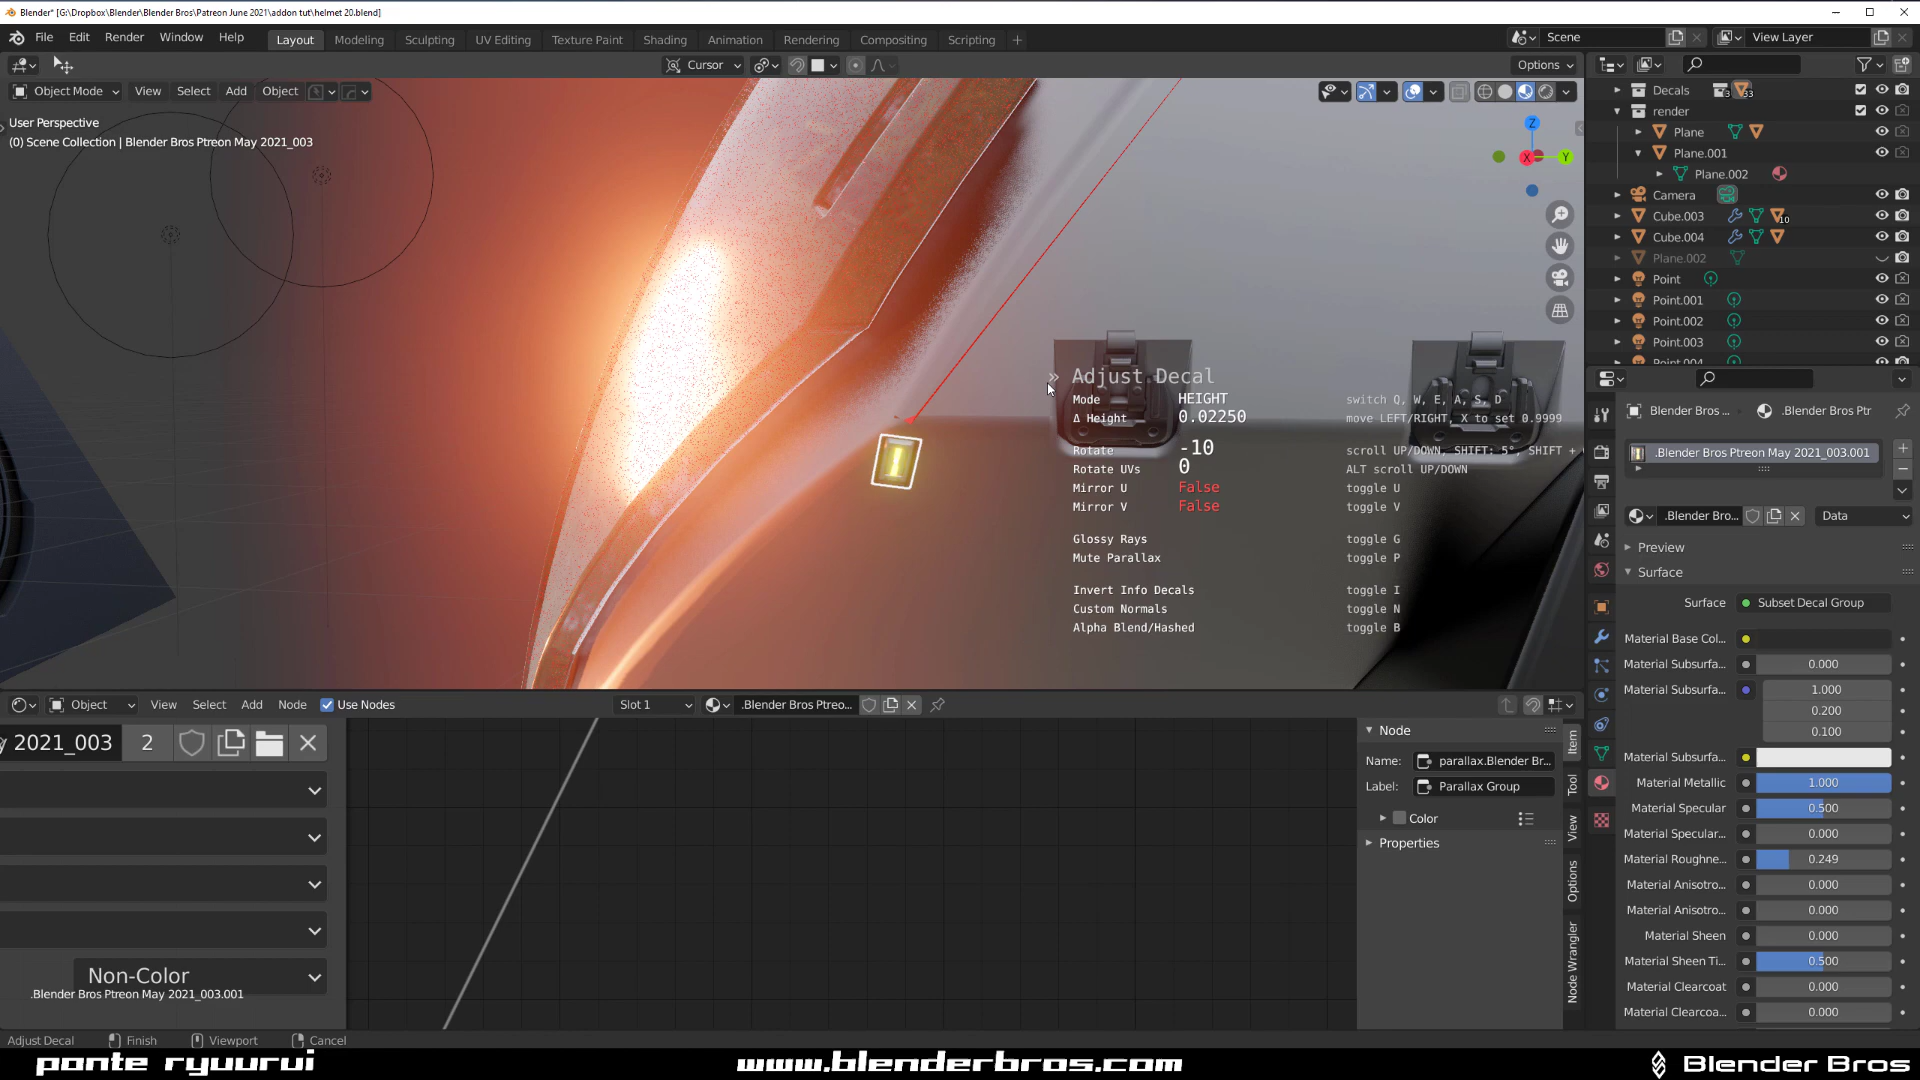 Blender* [G:\Dropbox\Blender\Blender Bros\Patreon June 2021\addon tut\helmet 20.blend]
File Edit Render Window Help
Layout Modeling Sculpting UV Editing Texture Paint Shading Animation Rendering Compositing Scripting +
Scene
View Layer
Cursor
Options
Object Mode View Select Add Object
User Perspective
(0) Scene Collection | Blender Bros Ptreon May 2021_003
Z
X
Y
Decals 3 33
render
Plane
Plane.001
Plane.002
Camera
Cube.003 10
Cube.004
Plane.002
Point
Point.001
Point.002
Point.003
Point.004
» Adjust Decal
Mode HEIGHT switch Q, W, E, A, S, D
Δ Height 0.02250 move LEFT/RIGHT, X to set 0.9999
Rotate -10 scroll UP/DOWN, SHIFT: 5°, SHIFT +
Rotate UVs 0 ALT scroll UP/DOWN
Mirror U False toggle U
Mirror V False toggle V
Glossy Rays toggle G
Mute Parallax toggle P
Invert Info Decals toggle I
Custom Normals toggle N
Alpha Blend/Hashed toggle B
Blender Bros ... .Blender Bros Ptr
.Blender Bros Ptreon May 2021_003.001
.Blender Bro... Data
Preview
Surface
Surface Subset Decal Group
Material Base Col...
Material Subsurfa... 0.000
Material Subsurfa... 1.000
0.200
0.100
Material Subsurfa...
Material Metallic 1.000
Material Specular 0.500
Material Specular... 0.000
Material Roughne... 0.249
Material Anisotro... 0.000
Material Anisotro... 0.000
Material Sheen 0.000
Material Sheen Ti... 0.500
Material Clearcoat 0.000
Material Clearcoa... 0.000
Object View Select Add Node Use Nodes Slot 1 .Blender Bros Ptreo...
y 2021_003 2
Non-Color
.Blender Bros Ptreon May 2021_003.001
Node
Name: parallax.Blender Br...
Label: Parallax Group
Color
Properties
Item
Tool
View
Options
Node Wrangler
Adjust Decal Finish Viewport Cancel
ponte ryuurui
www.blenderbros.com
Blender Bros